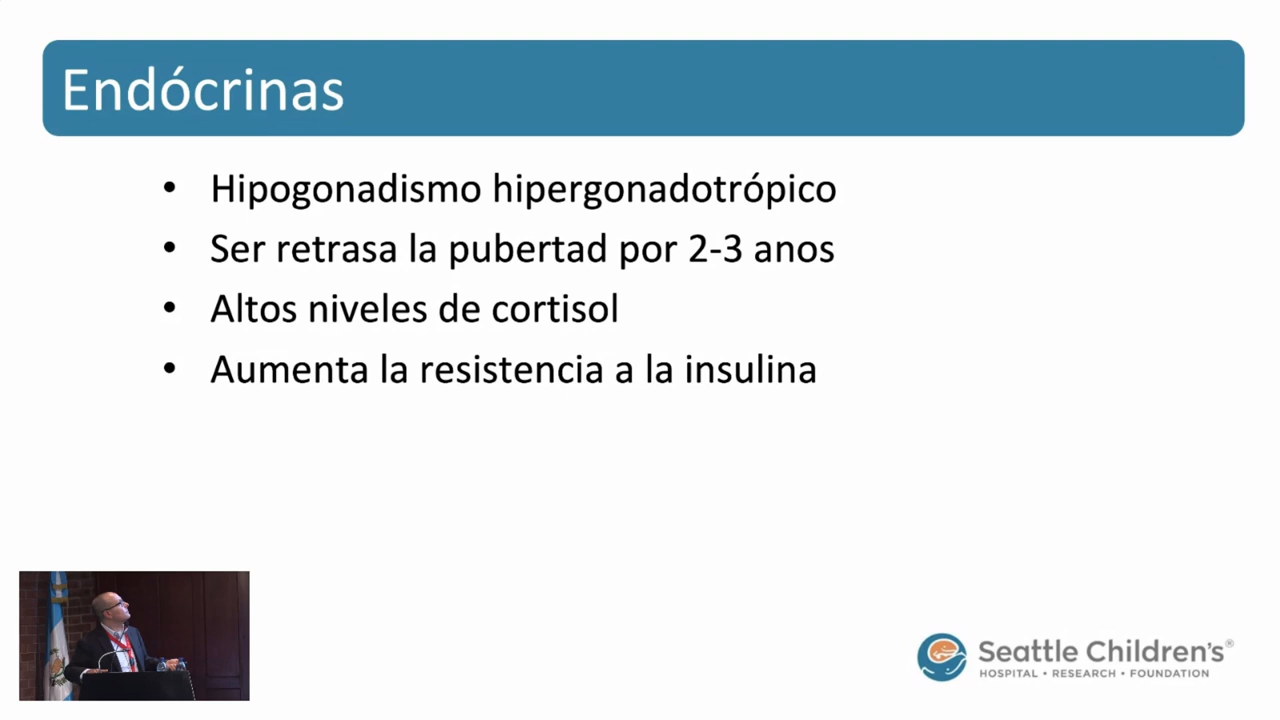 Endócrinas
• Hipogonadismo hipergonadotrópico
• Ser retrasa la pubertad por 2-3 anos
• Altos niveles de cortisol
• Aumenta la resistencia a la insulina
Seattle Children's®
HOSPITAL • RESEARCH • FOUNDATION